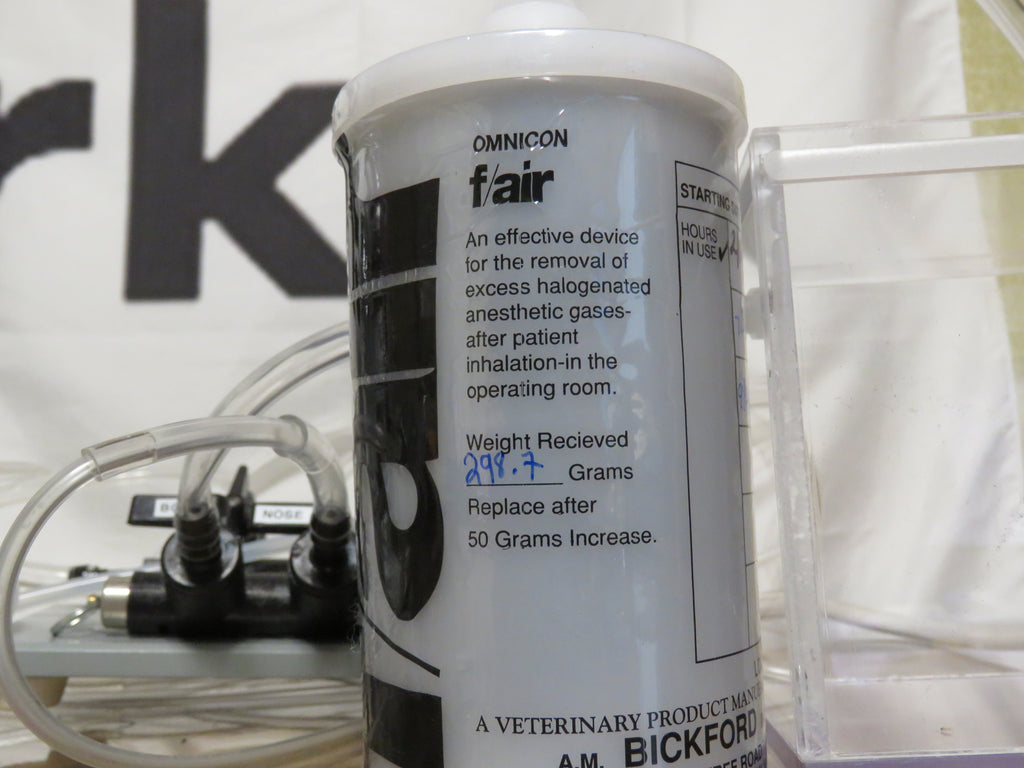 rk
OMNICON
f/air
An effective device
for the removal of
excess halogenated
anesthetic gases-
after patient
inhalation-in the
operating room.
Weight Recieved
298.7 Grams
Replace after
50 Grams Increase.
STARTING
HOURS
IN USE ✓
NOSE
A VETERINARY PRODUCT
A.M. BICKFORD
ROAD